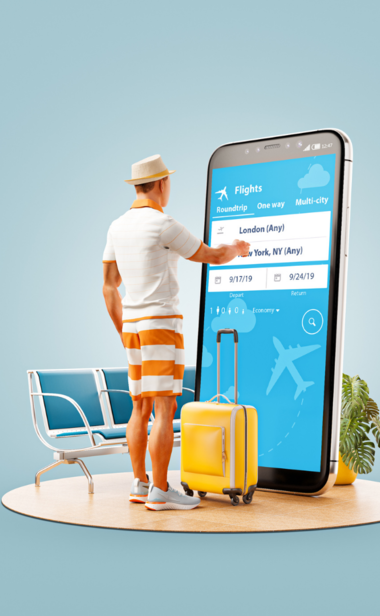 Flights
Roundtrip One way Multi-city
London (Any)
York, NY (Any)
9/17/19 9/24/19
Depart Return
Economy